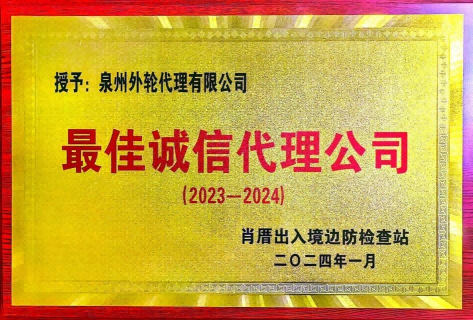 授予：泉州外轮代理有限公司
最佳诚信代理公司
(2023—2024)
肖厝出入境边防检查站
二〇二四年一月